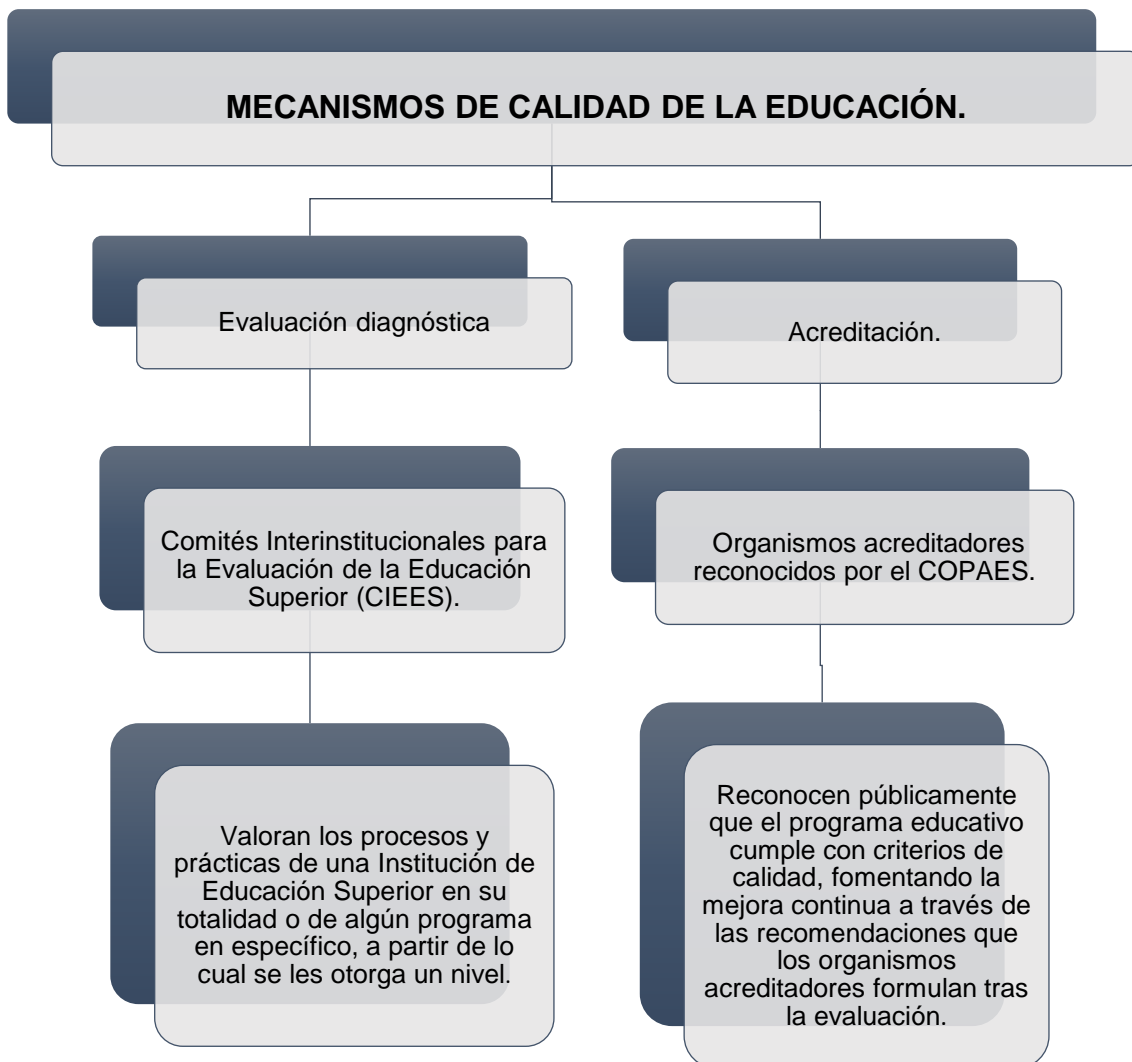 MECANISMOS DE CALIDAD DE LA EDUCACIÓN.
Evaluación diagnóstica
Acreditación.
Comités Interinstitucionales para
la Evaluación de la Educación
Superior (CIEES).
Organismos acreditadores
reconocidos por el COPAES.
Valoran los procesos y
prácticas de una Institución de
Educación Superior en su
totalidad o de algún programa
en específico, a partir de lo
cual se les otorga un nivel.
Reconocen públicamente
que el programa educativo
cumple con criterios de
calidad, fomentando la
mejora continua a través de
las recomendaciones que
los organismos
acreditadores formulan tras
la evaluación.